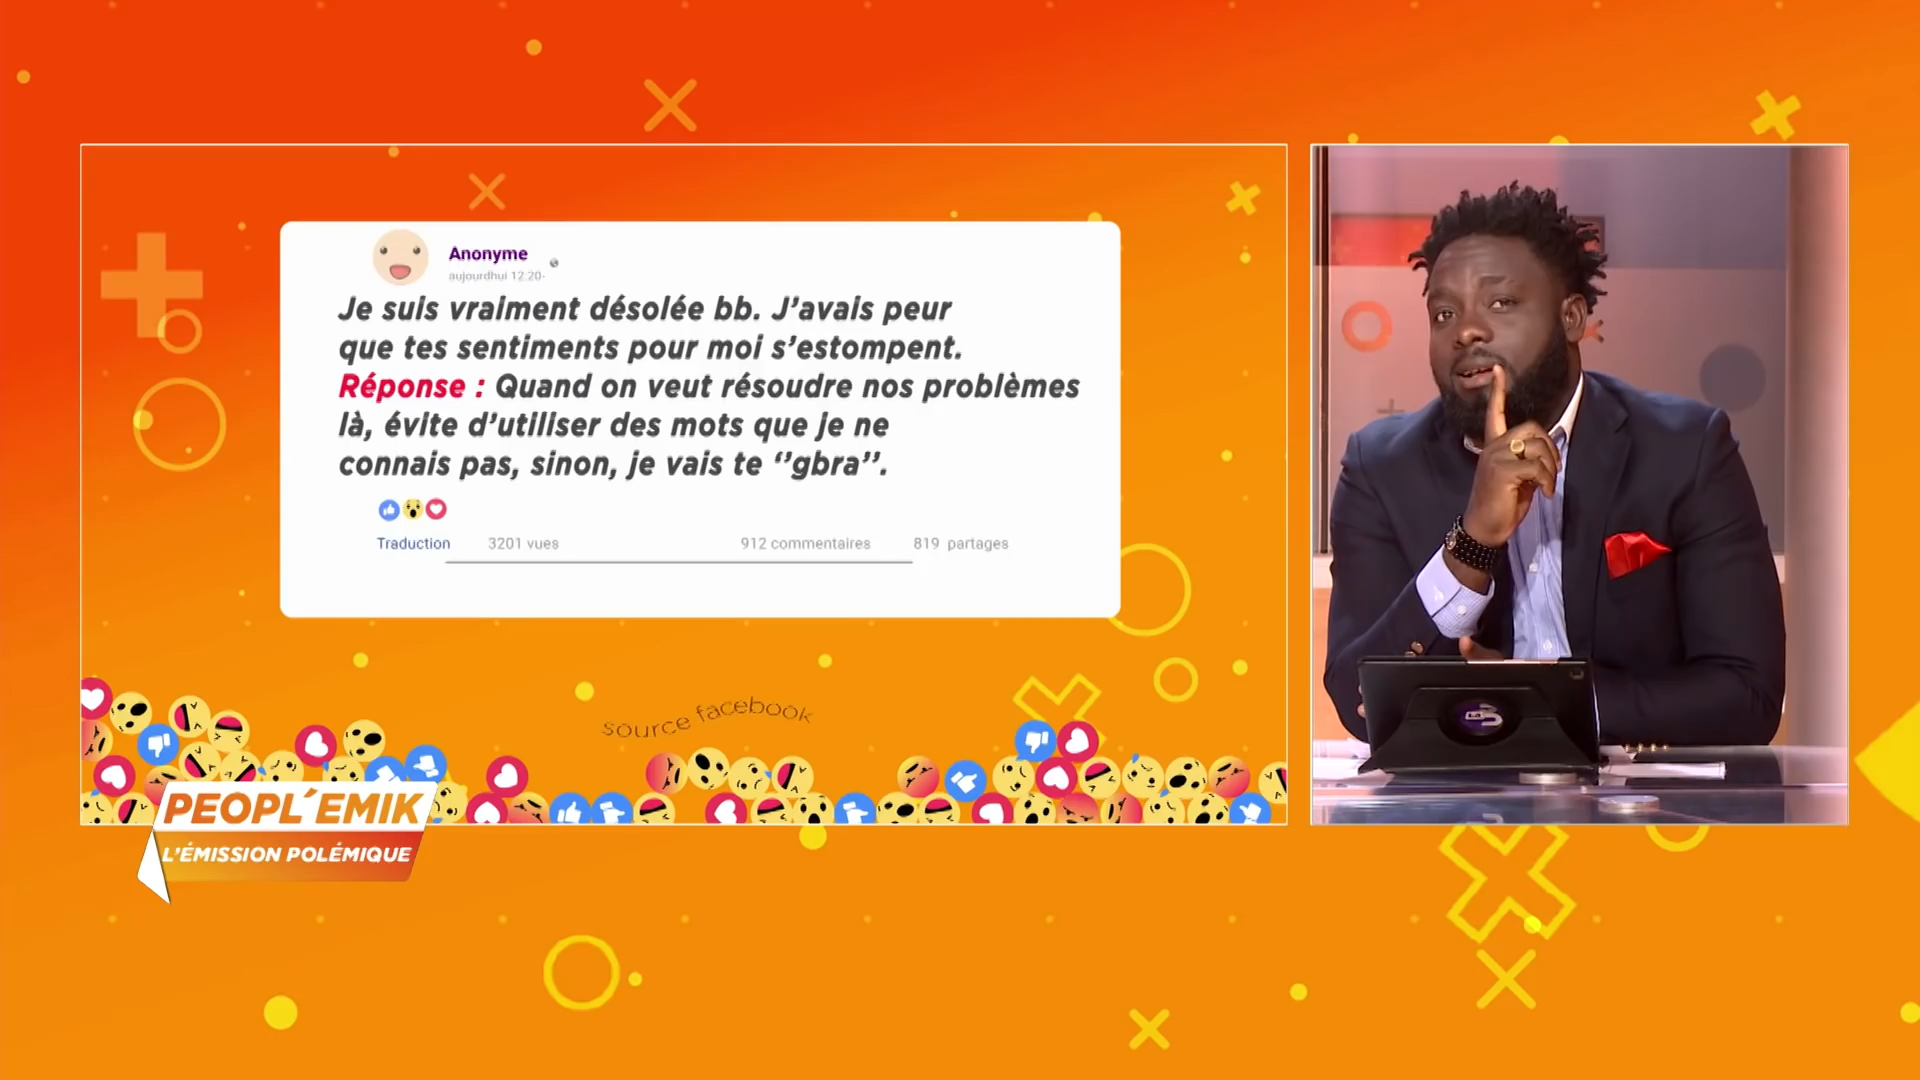 Anonyme
aujourdhui 12.20-
Je suis vraiment désolée bb. J’avais peur
que tes sentiments pour moi s’estompent.
Réponse : Quand on veut résoudre nos problèmes
là, évite d’utiliser des mots que je ne
connais pas, sinon, je vais te ‘’gbra’’.
Traduction 3201 vues 912 commentaires 819 partages
source facebook
PEOPL´EMIK
L’ÉMISSION POLÉMIQUE